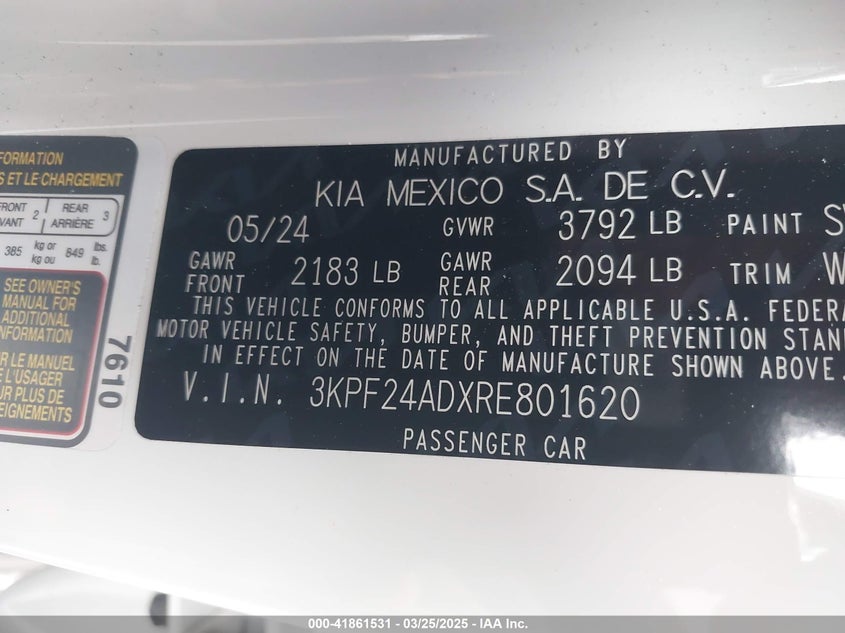 FORMATION
S ET LE CHARGEMENT
FRONT 2 REAR 3
VANT ARRIÈRE
385 kg or 849 lbs.
kg ou lb.
SEE OWNER'S
MANUAL FOR
ADDITIONAL
INFORMATION
LE MANUEL
DE L'USAGER
PLUS DE
SEIGNEMENTS
7610
MANUFACTURED BY
KIA MEXICO S.A. DE C.V.
05/24 GVWR 3792 LB PAINT
GAWR FRONT 2183 LB GAWR REAR 2094 LB TRIM
THIS VEHICLE CONFORMS TO ALL APPLICABLE U.S.A. FEDERA
MOTOR VEHICLE SAFETY, BUMPER, AND THEFT PREVENTION STAN
IN EFFECT ON THE DATE OF MANUFACTURE SHOWN ABOVE.
V.I.N. 3KPF24ADXRE801620
PASSENGER CAR
000-41861531 - 03/25/2025 - IAA Inc.